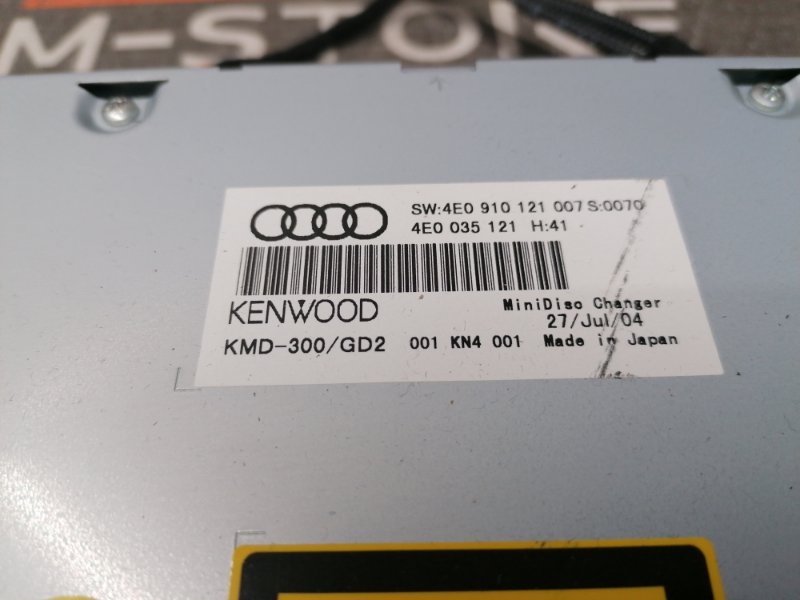 M-STORE
SW:4E0 910 121 007 S:0070
4E0 035 121 H:41
KENWOOD
MiniDisc Changer
27/Jul/04
KMD-300/GD2 001 KN4 001 Made in Japan